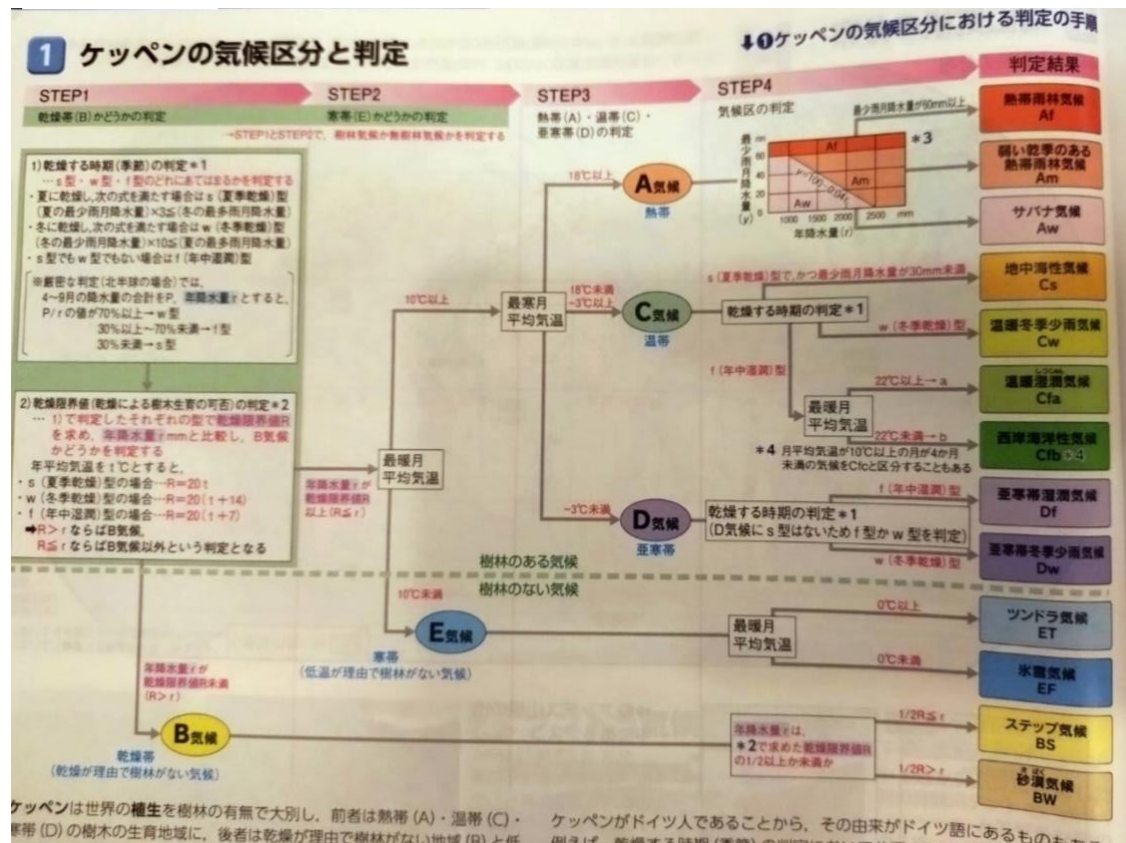 1 ケッペンの気候区分と判定
↓❶ケッペンの気候区分における判定の手順
STEP1
乾燥帯(B)かどうかの判定
STEP2
寒帯(E)かどうかの判定
→STEP1とSTEP2で、樹林気候か無樹林気候かを判定する
STEP3
熱帯(A)・温帯(C)・
亜寒帯(D)の判定
STEP4
気候区の判定
判定結果
1)乾燥する時期(季節)の判定*1
…s型・w型・f型のどれにあてはまるかを判定する
・夏に乾燥し、次の式を満たす場合はs(夏季乾燥)型
(夏の最少雨月降水量)×3≦(冬の最多雨月降水量)
・冬に乾燥し、次の式を満たす場合はw(冬季乾燥)型
(冬の最少雨月降水量)×10≦(夏の最多雨月降水量)
・s型でもw型でもない場合はf(年中湿潤)型
※厳密な判定(北半球の場合)では、
4~9月の降水量の合計をP、年降水量rとすると、
P/rの値が70%以上→w型
30%以上~70%未満→f型
30%未満→s型
2)乾燥限界値(乾燥による樹木生育の可否)の判定*2
…1)で判定したそれぞれの型で乾燥限界値R
を求め、年降水量rmmと比較し、B気候
かどうかを判定する
年平均気温をt℃とすると、
・s(夏季乾燥)型の場合…R=20t
・w(冬季乾燥)型の場合…R=20(t+14)
・f(年中湿潤)型の場合…R=20(t+7)
➡R>rならばB気候、
R≦rならばB気候以外という判定となる
年降水量rが
乾燥限界値R
以上(R≦r)
最暖月
平均気温
10℃以上
10℃未満
最寒月
平均気温
18℃以上
A気候
熱帯
18℃未満
-3℃以上
C気候
温帯
-3℃未満
D気候
亜寒帯
最少雨月降水量(y)
mm
80
60
40
20
0
Af
Am
Aw
y=100-0.04r
1000 1500 2000 2500 mm
年降水量(r)
*3
最少雨月降水量が60mm以上
s(夏季乾燥)型で、かつ最少雨月降水量が30mm未満
乾燥する時期の判定*1
w(冬季乾燥)型
f(年中湿潤)型
最暖月
平均気温
22℃以上→a
22℃未満→b
*4 月平均気温が10℃以上の月が4か月
未満の気候をCfcと区分することもある
乾燥する時期の判定*1
(D気候にs型はないためf型かw型を判定)
f(年中湿潤)型
w(冬季乾燥)型
樹林のある気候
樹林のない気候
E気候
寒帯
(低温が理由で樹林がない気候)
最暖月
平均気温
0℃以上
0℃未満
年降水量rが
乾燥限界値R未満
(R>r)
B気候
乾燥帯
(乾燥が理由で樹林がない気候)
年降水量rは、
*2で求めた乾燥限界値R
の1/2以上か未満か
1/2R≦r
1/2R>r
熱帯雨林気候
Af
弱い乾季のある
熱帯雨林気候
Am
サバナ気候
Aw
地中海性気候
Cs
温暖冬季少雨気候
Cw
しつじゅん
温暖湿潤気候
Cfa
西岸海洋性気候
Cfb*4
亜寒帯湿潤気候
Df
亜寒帯冬季少雨気候
Dw
ツンドラ気候
ET
氷雪気候
EF
ステップ気候
BS
さばく
砂漠気候
BW
ケッペンは世界の植生を樹林の有無で大別し、前者は熱帯(A)・温帯(C)・
寒帯(D)の樹木の生育地域に、後者は乾燥が理由で樹林がない地域(B)と低
ケッペンがドイツ人であることから、その由来がドイツ語にあるものもある
例えば、乾燥する時期(季節)の判定において